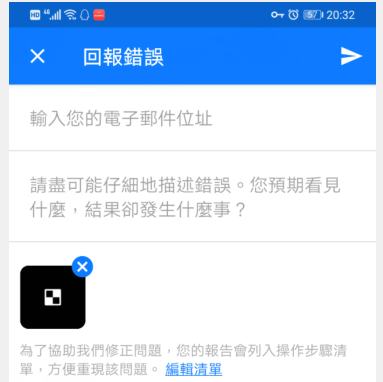 HD 4G 57 20:32
回報錯誤
輸入您的電子郵件位址
請盡可能仔細地描述錯誤。您預期看見
什麼，結果卻發生什麼事？
為了協助我們修正問題，您的報告會列入操作步驟清
單，方便重現該問題。 編輯清單